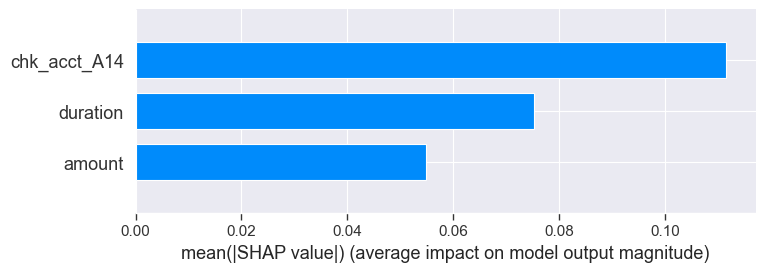 chk_acct_A14
duration
amount
0.00 0.02 0.04 0.06 0.08 0.10
mean(|SHAP value|) (average impact on model output magnitude)